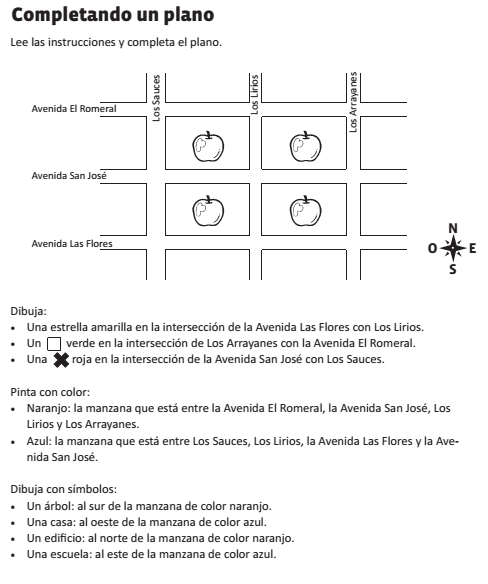 Completando un plano
Lee las instrucciones y completa el plano.
Los Sauces
Los Lirios
Los Arrayanes
Avenida El Romeral
Avenida San José
Avenida Las Flores
N
O E
S
Dibuja:
• Una estrella amarilla en la intersección de la Avenida Las Flores con Los Lirios.
• Un verde en la intersección de Los Arrayanes con la Avenida El Romeral.
• Una roja en la intersección de la Avenida San José con Los Sauces.
Pinta con color:
• Naranjo: la manzana que está entre la Avenida El Romeral, la Avenida San José, Los
Lirios y Los Arrayanes.
• Azul: la manzana que está entre Los Sauces, Los Lirios, la Avenida Las Flores y la Ave-
nida San José.
Dibuja con símbolos:
• Un árbol: al sur de la manzana de color naranjo.
• Una casa: al oeste de la manzana de color azul.
• Un edificio: al norte de la manzana de color naranjo.
• Una escuela: al este de la manzana de color azul.